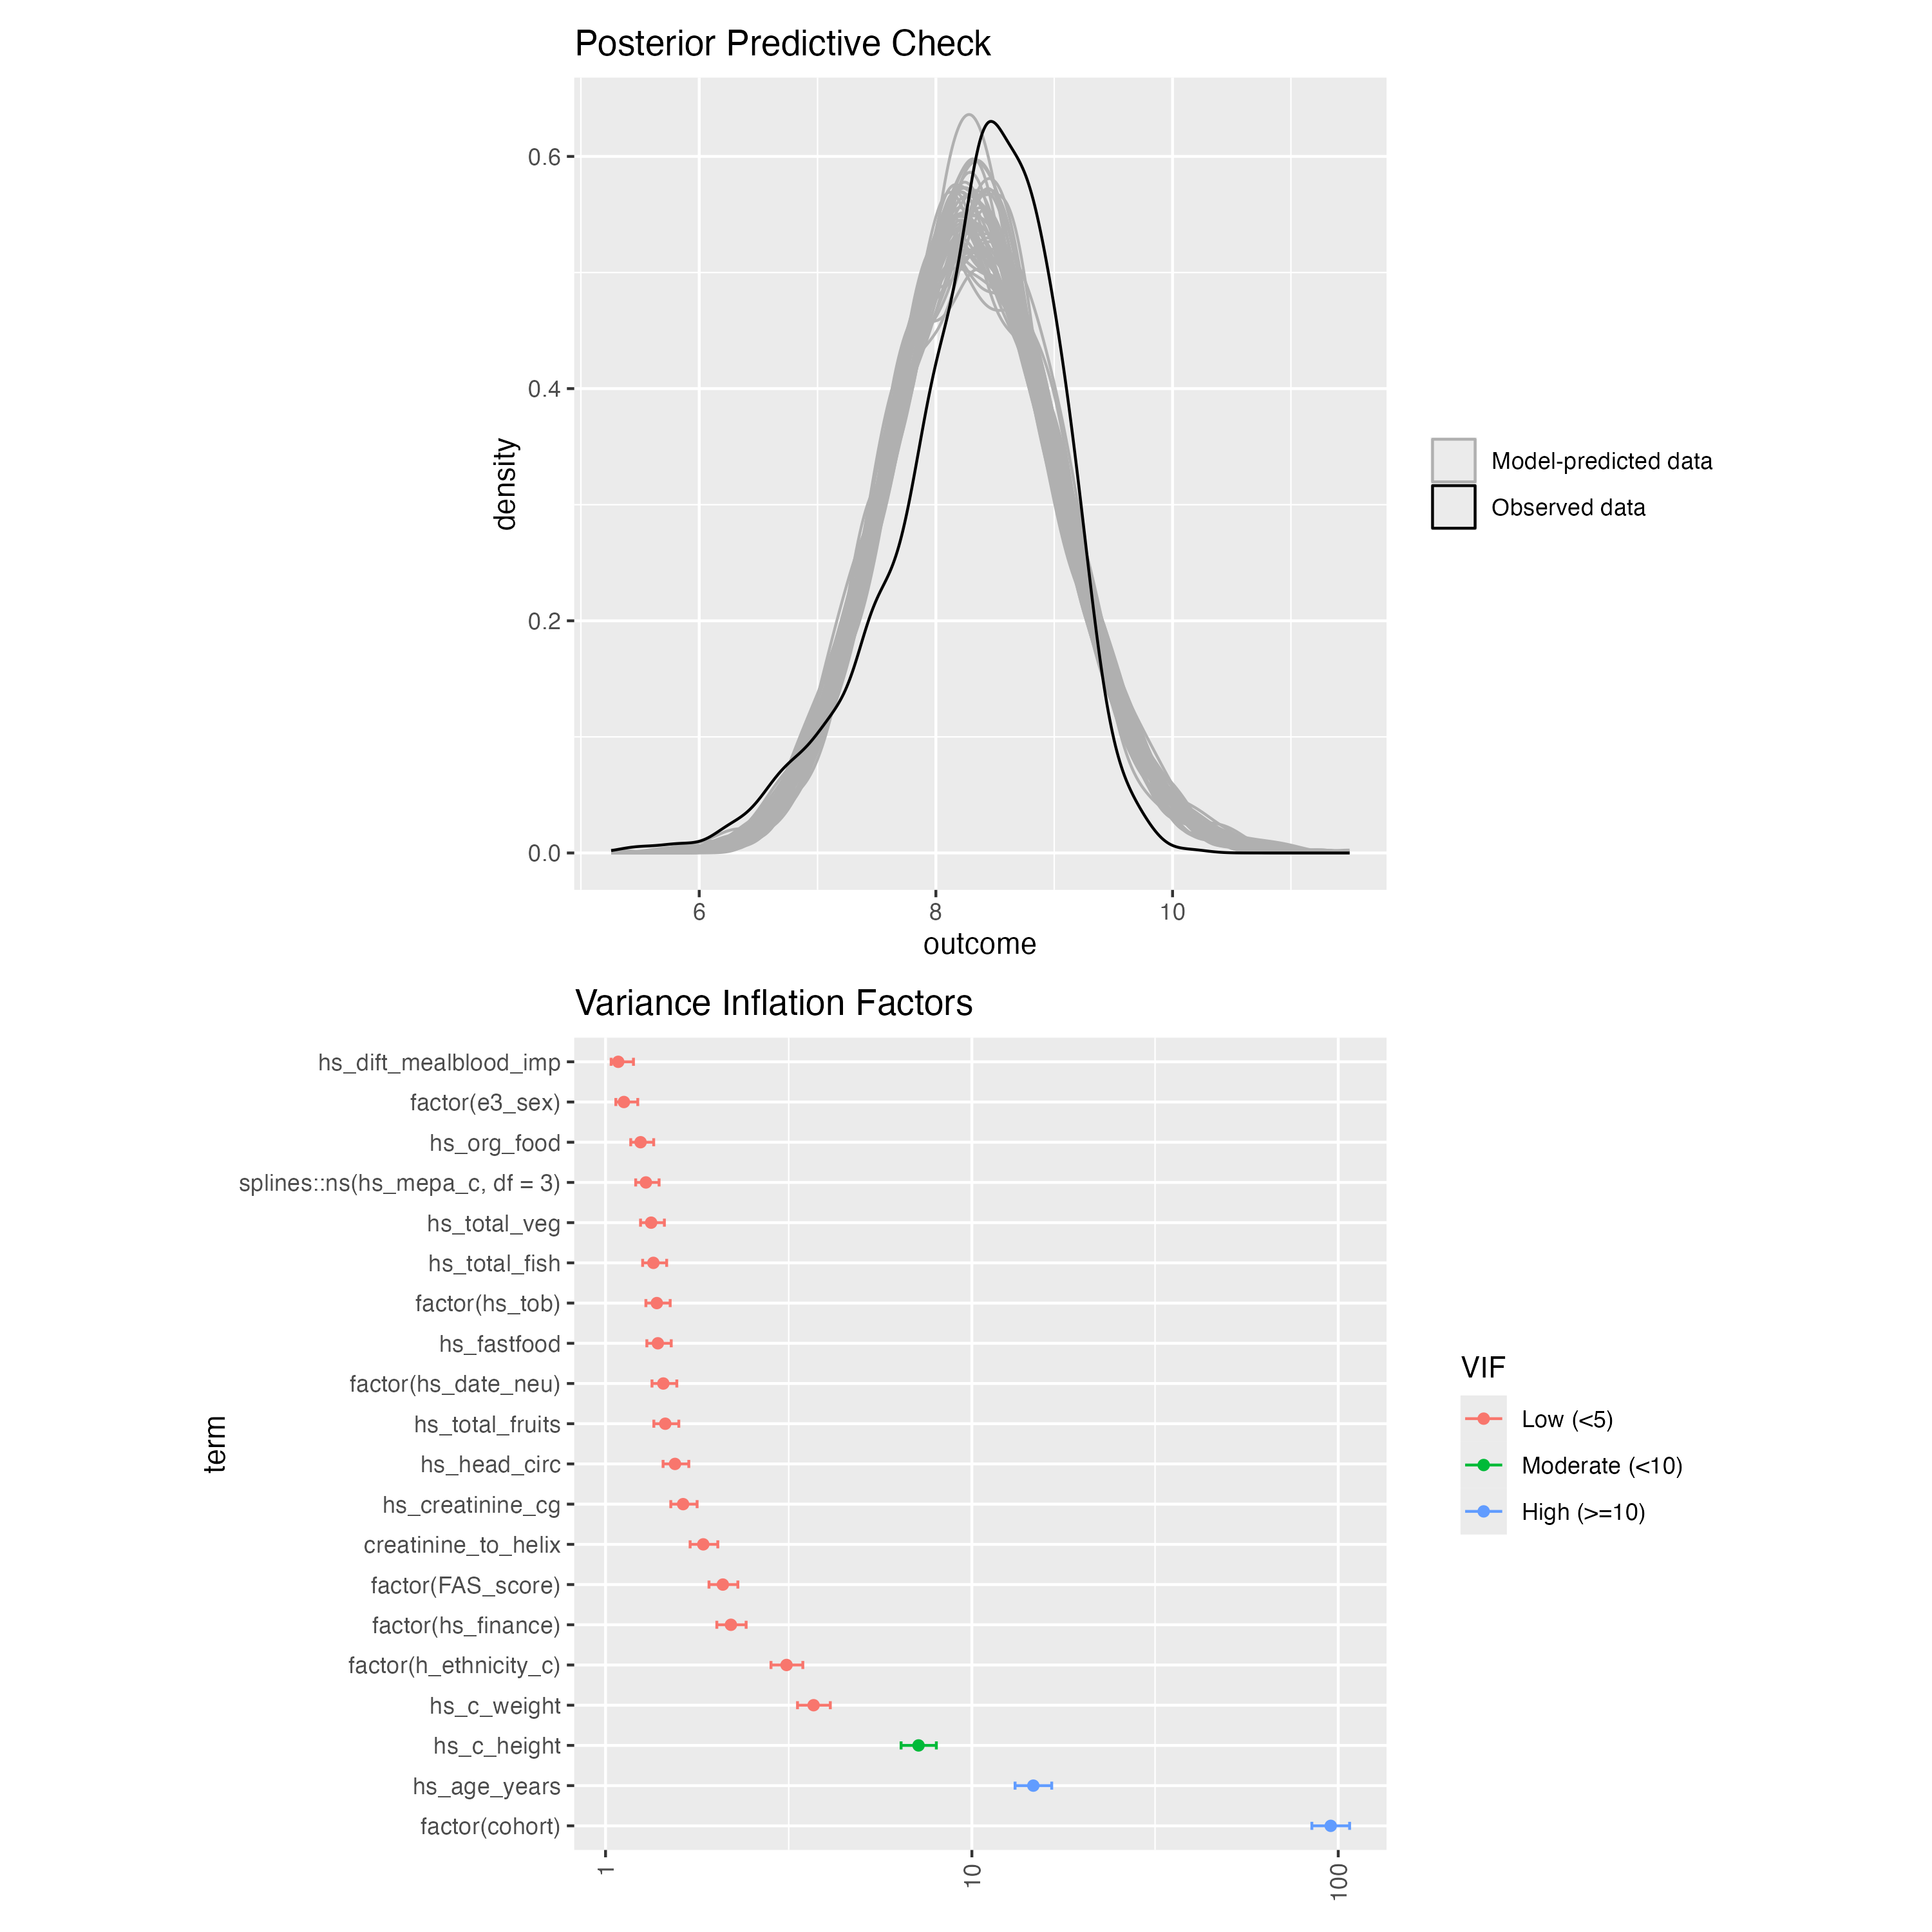 Posterior Predictive Check
0.6
0.4
0.2
0.0
density
6
8
10
outcome
Model-predicted data
Observed data
Variance Inflation Factors
hs_dift_mealblood_imp
factor(e3_sex)
hs_org_food
splines::ns(hs_mepa_c, df = 3)
hs_total_veg
hs_total_fish
factor(hs_tob)
hs_fastfood
factor(hs_date_neu)
hs_total_fruits
hs_head_circ
hs_creatinine_cg
creatinine_to_helix
factor(FAS_score)
factor(hs_finance)
factor(h_ethnicity_c)
hs_c_weight
hs_c_height
hs_age_years
factor(cohort)
term
1
10
100
VIF
Low (<5)
Moderate (<10)
High (>=10)